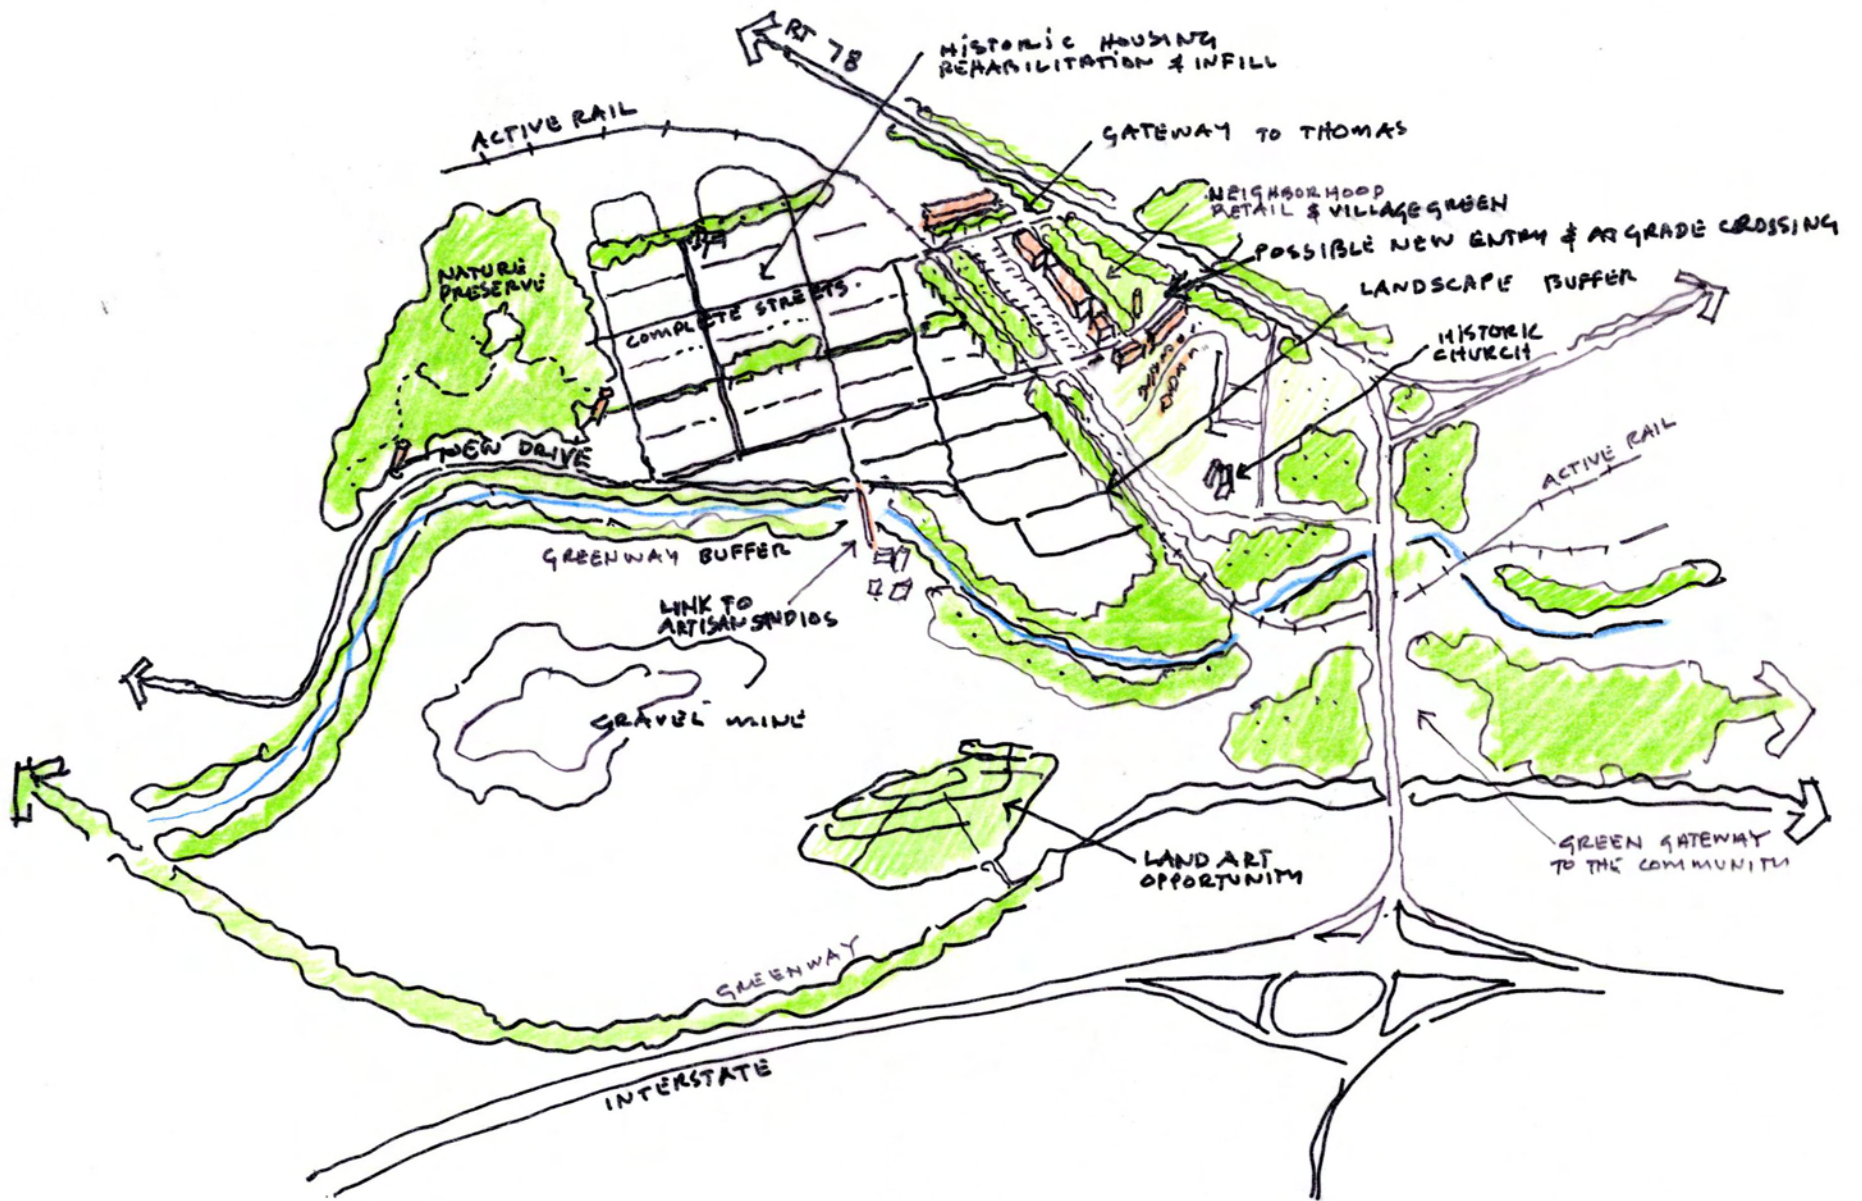 RT 78
HISTORIC HOUSING
REHABILITATION & INFILL
ACTIVE RAIL
GATEWAY TO THOMAS
NEIGHBORHOOD
RETAIL & VILLAGE GREEN
POSSIBLE NEW ENTRY & AT GRADE CROSSING
LANDSCAPE BUFFER
HISTORIC
CHURCH
NATURE
PRESERVE
COMPLETE STREETS
NEW DRIVE
ACTIVE RAIL
GREENWAY BUFFER
LINK TO
ARTISAN STUDIOS
GRAVEL MINE
LAND ART
OPPORTUNITY
GREEN GATEWAY
TO THE COMMUNITY
GREENWAY
INTERSTATE